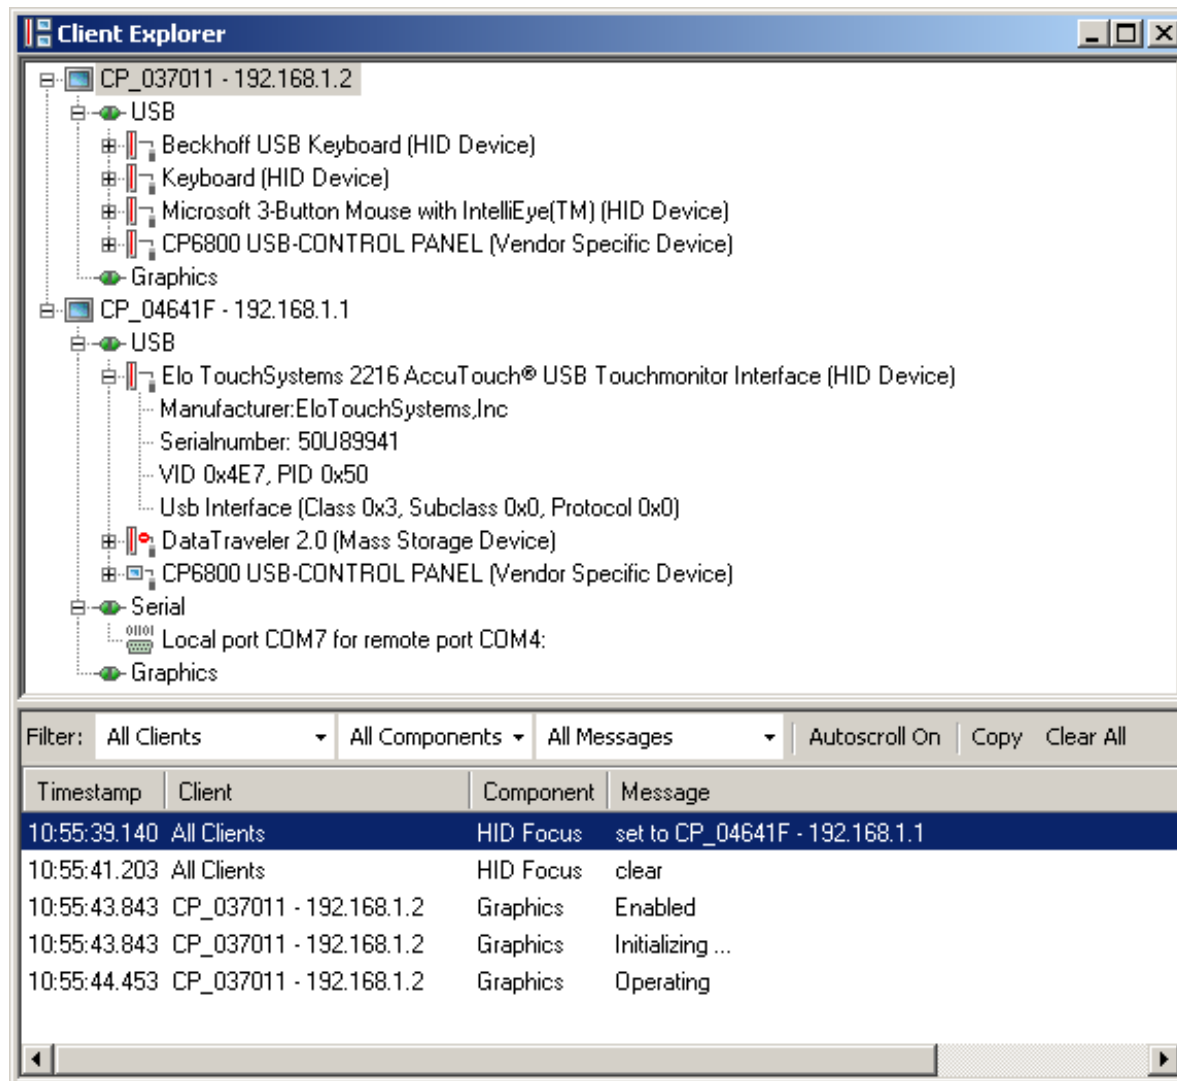 Client Explorer
CP_037011 - 192.168.1.2
USB
Beckhoff USB Keyboard (HID Device)
Keyboard (HID Device)
Microsoft 3-Button Mouse with IntelliEye(TM) (HID Device)
CP6800 USB-CONTROL PANEL (Vendor Specific Device)
Graphics
CP_04641F - 192.168.1.1
USB
Elo TouchSystems 2216 AccuTouch® USB Touchmonitor Interface (HID Device)
Manufacturer:EloTouchSystems,Inc
Serialnumber: 50U89941
VID 0x4E7, PID 0x50
Usb Interface (Class 0x3, Subclass 0x0, Protocol 0x0)
DataTraveler 2.0 (Mass Storage Device)
CP6800 USB-CONTROL PANEL (Vendor Specific Device)
Serial
Local port COM7 for remote port COM4:
Graphics
Filter: All Clients All Components All Messages Autoscroll On Copy Clear All
Timestamp Client Component Message
10:55:39.140 All Clients HID Focus set to CP_04641F - 192.168.1.1
10:55:41.203 All Clients HID Focus clear
10:55:43.843 CP_037011 - 192.168.1.2 Graphics Enabled
10:55:43.843 CP_037011 - 192.168.1.2 Graphics Initializing ...
10:55:44.453 CP_037011 - 192.168.1.2 Graphics Operating